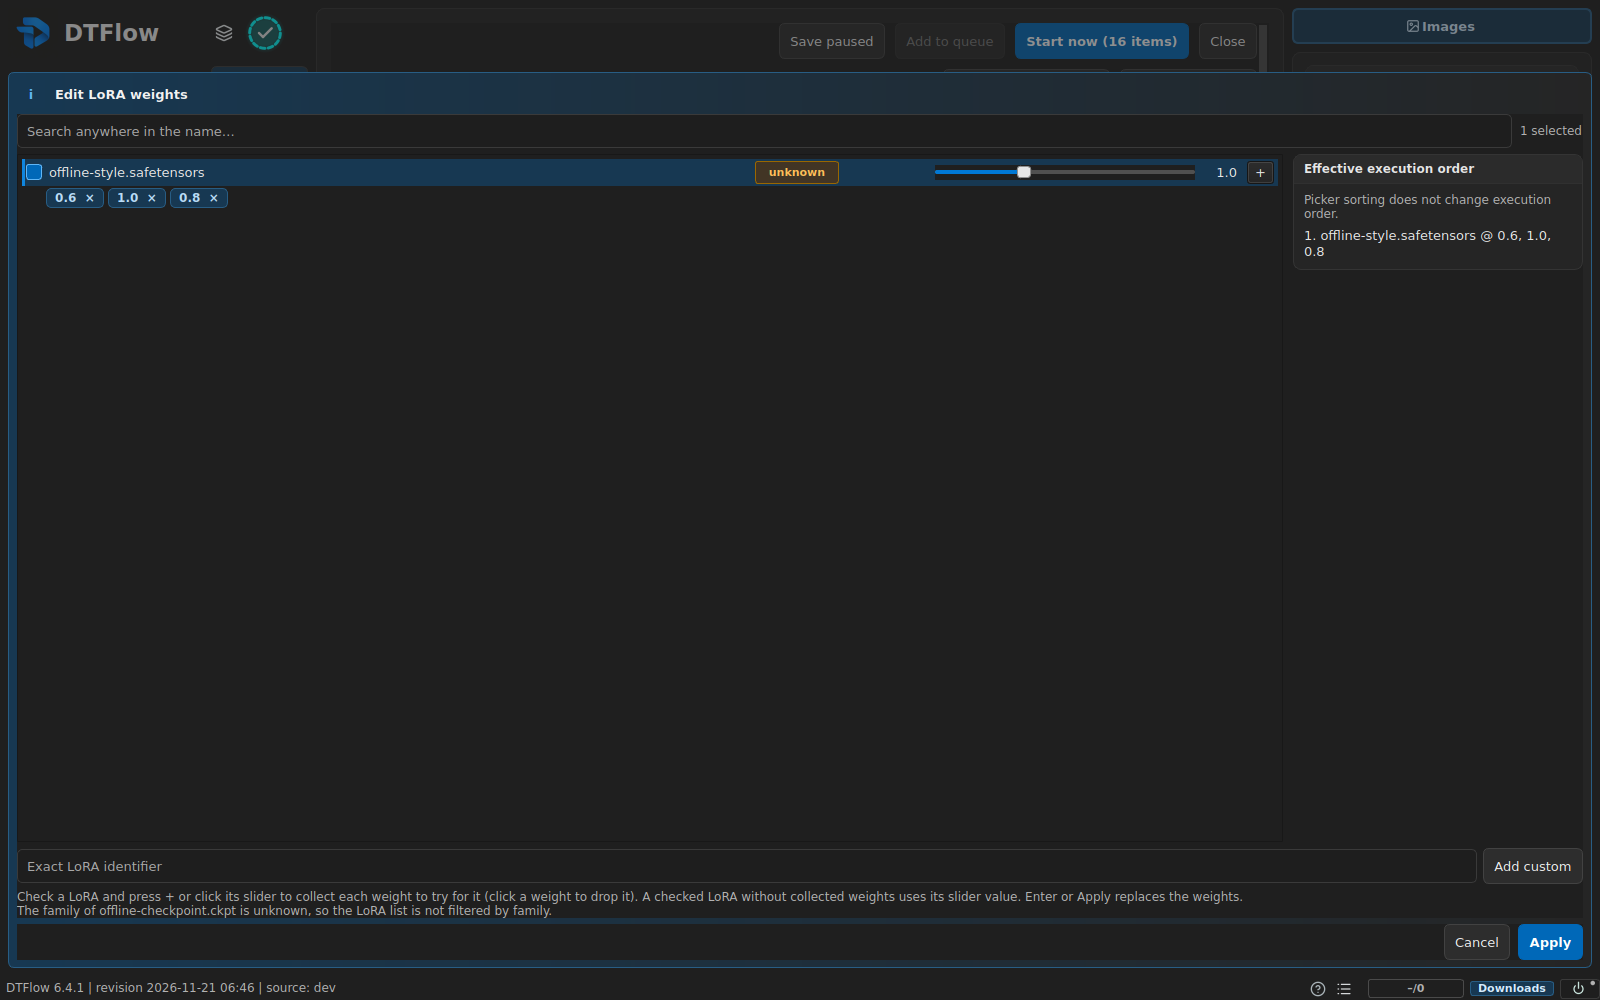 DTFlow
Save paused
Add to queue
Start now (16 items)
Close
Images
i
Edit LoRA weights
Search anywhere in the name...
1 selected
offline-style.safetensors
unknown
1.0
+
0.6 ×
1.0 ×
0.8 ×
Effective execution order
Picker sorting does not change execution
order.
1. offline-style.safetensors @ 0.6, 1.0,
0.8
Exact LoRA identifier
Add custom
Check a LoRA and press + or click its slider to collect each weight to try for it (click a weight to drop it). A checked LoRA without collected weights uses its slider value. Enter or Apply replaces the weights.
The family of offline-checkpoint.ckpt is unknown, so the LoRA list is not filtered by family.
Cancel
Apply
DTFlow 6.4.1 | revision 2026-11-21 06:46 | source: dev
-/0
Downloads